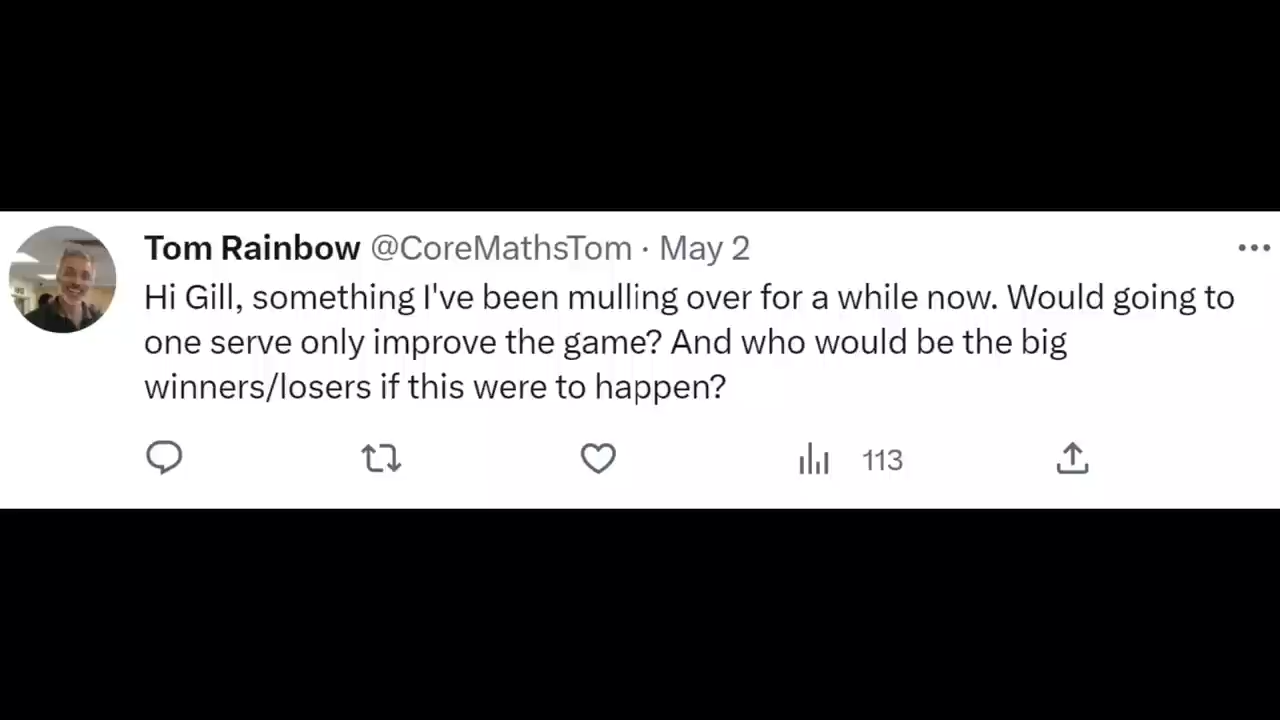 Tom Rainbow @CoreMathsTom · May 2
Hi Gill, something I've been mulling over for a while now. Would going to
one serve only improve the game? And who would be the big
winners/losers if this were to happen?
113